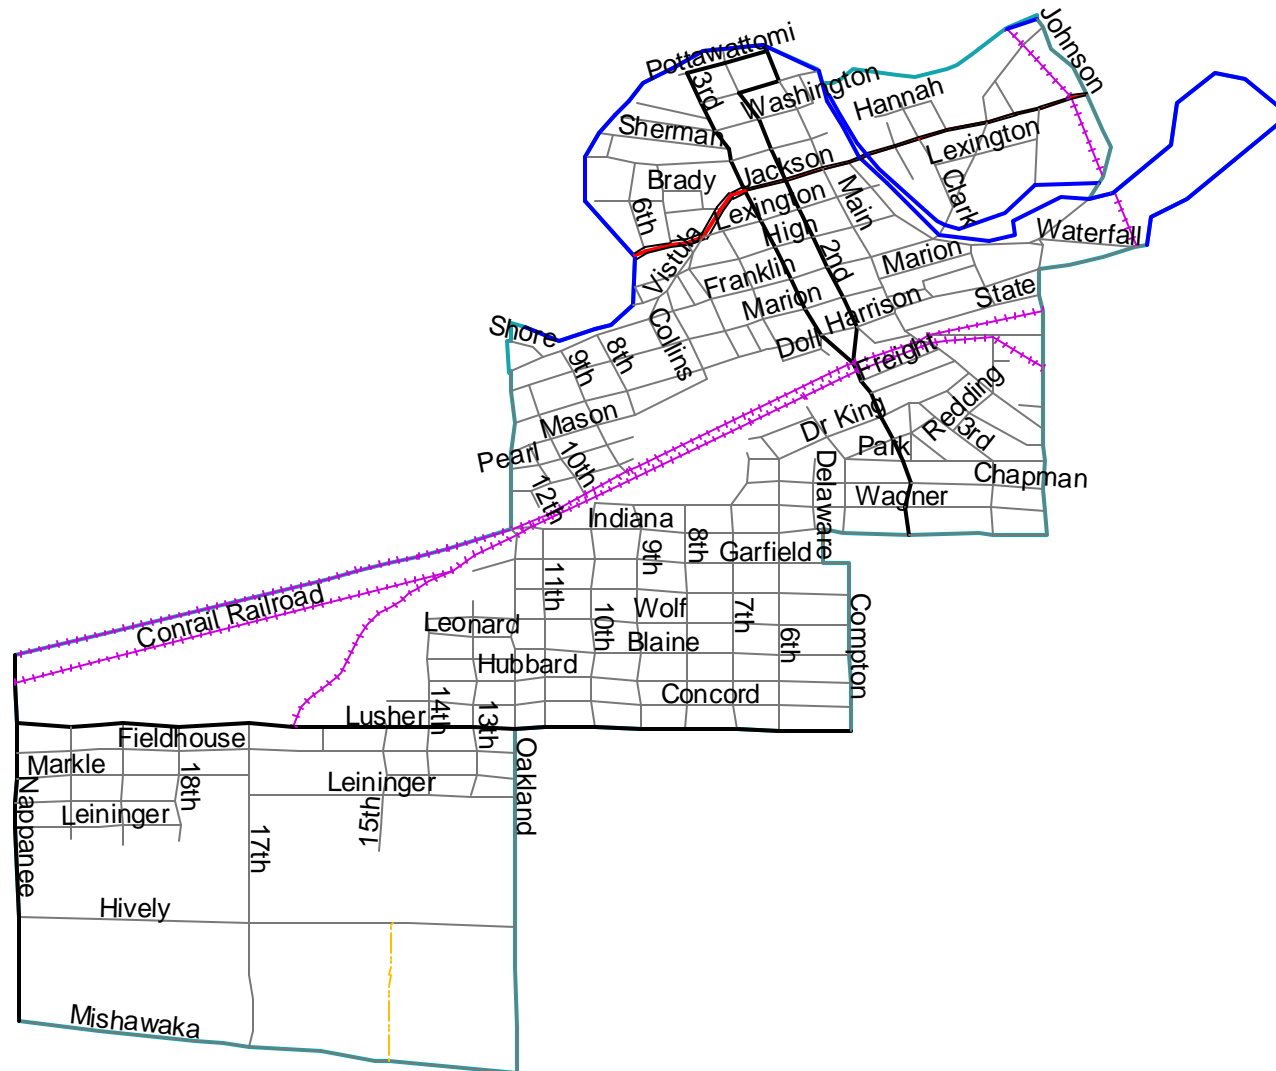 Johnson
Pottawattomi
3rd
Washington
Hannah
Sherman
Lexington
Jackson
Brady
Clark
6th
Lexington
Main
High
Waterfall
Vistula
2nd
Marion
Franklin
Marion
Harrison
State
Shore
Collins
Doll
8th
9th
Freight
Redding
Mason
Dr King
3rd
Park
Pearl
10th
Chapman
12th
Delaware
Wagner
Indiana
8th
9th
Garfield
11th
Conrail Railroad
Leonard
10th
Wolf
7th
Compton
Blaine
6th
Hubbard
Concord
14th
13th
Lusher
Fieldhouse
Markle
Oakland
18th
Leininger
Nappanee
Leininger
15th
17th
Hively
Mishawaka